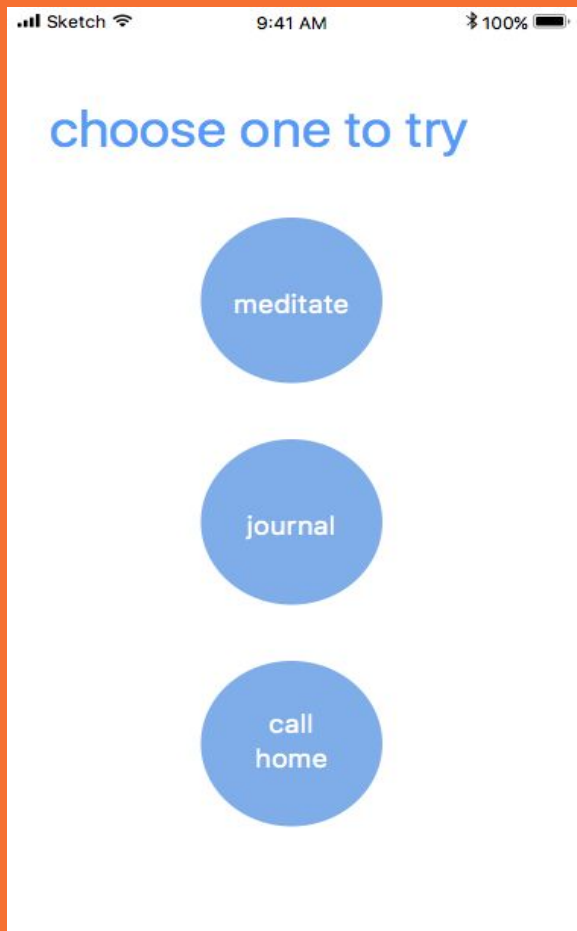 Sketch 9:41 AM 100%
choose one to try
meditate
journal
call
home